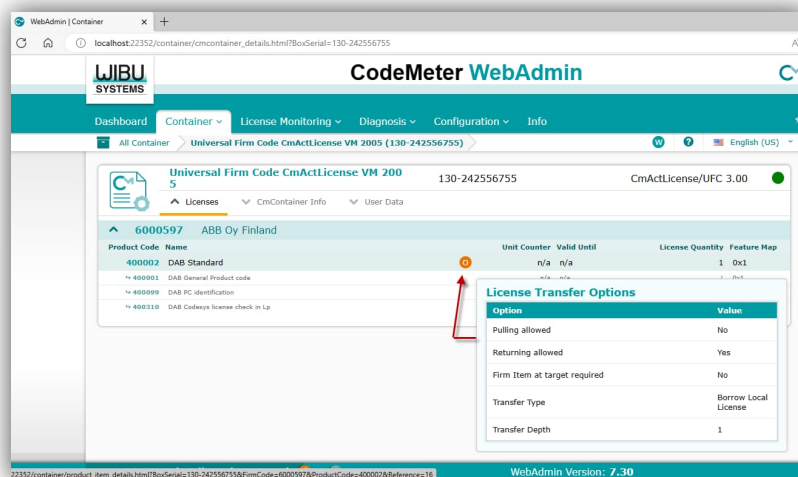 WebAdmin | Container
localhost:22352/container/cmcontainer_details.html?BoxSerial=130-242556755
WIBU
SYSTEMS
CodeMeter WebAdmin
Dashboard Container License Monitoring Diagnosis Configuration Info
All Container Universal Firm Code CmActLicense VM 2005 (130-242556755) W ? English (US)
Universal Firm Code CmActLicense VM 200
5
130-242556755 CmActLicense/UFC 3.00
Licenses CmContainer Info User Data
6000597 ABB Oy Finland
Product Code Name Unit Counter Valid Until License Quantity Feature Map
400002 DAB Standard n/a n/a 1 0x1
400001 DAB General Product code n/a n/a 1 0x1
400099 DAB PC identification
400310 DAB Codesys license check in Lp
License Transfer Options
Option Value
Pulling allowed No
Returning allowed Yes
Firm Item at target required No
Transfer Type Borrow Local
License
Transfer Depth 1
WebAdmin Version: 7.30
22352/container/product_item_details.html?BoxSerial=130-242556755&FirmCode=6000597&ProductCode=400002&Reference=16